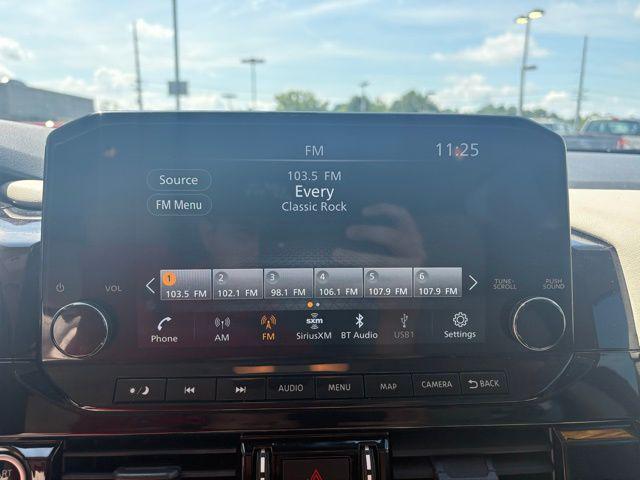 FM
11:25
Source
103.5 FM
Every
FM Menu
Classic Rock
1 2 3 4 5 6
103.5 FM 102.1 FM 98.1 FM 106.1 FM 107.9 FM 107.9 FM
VOL
TUNE·SCROLL
PUSH SOUND
Phone AM FM SiriusXM BT Audio USB1 Settings
sxm
AUDIO MENU MAP CAMERA BACK